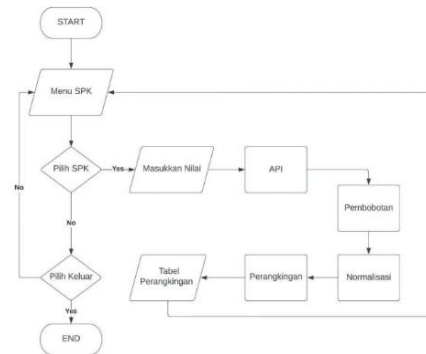 START
Menu SPK
Pilih SPK
Yes
Masukkan Nilai
API
Pembobotan
Normalisasi
Perangkingan
Tabel
Perangkingan
No
No
Pilih Keluar
Yes
END